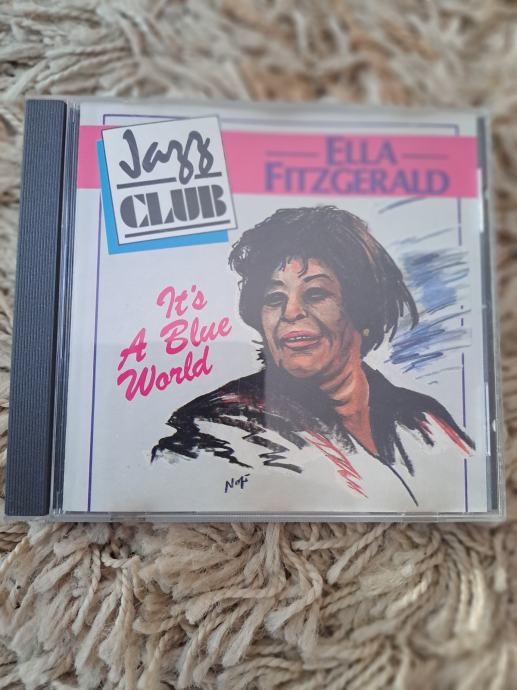 Jazz
CLUB
ELLA
FITZGERALD
It's
A Blue
World